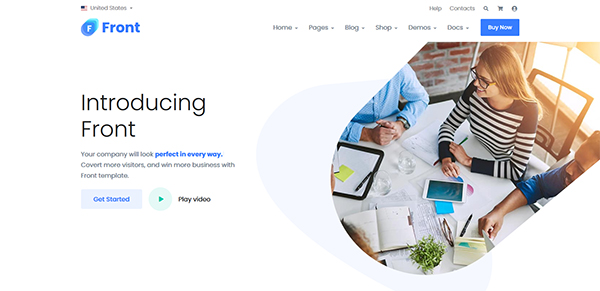 United States
Help Contacts
F Front
Home Pages Blog Shop Demos Docs Buy Now
Introducing
Front
Your company will look perfect in every way.
Covert more visitors, and win more business with
Front template.
Get Started Play video